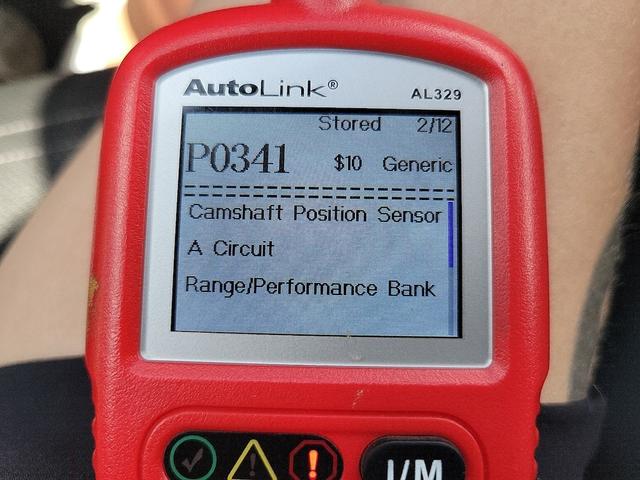 AutoLink®
AL329
Stored 2/12
P0341 $10 Generic
Camshaft Position Sensor
A Circuit
Range/Performance Bank
I/M